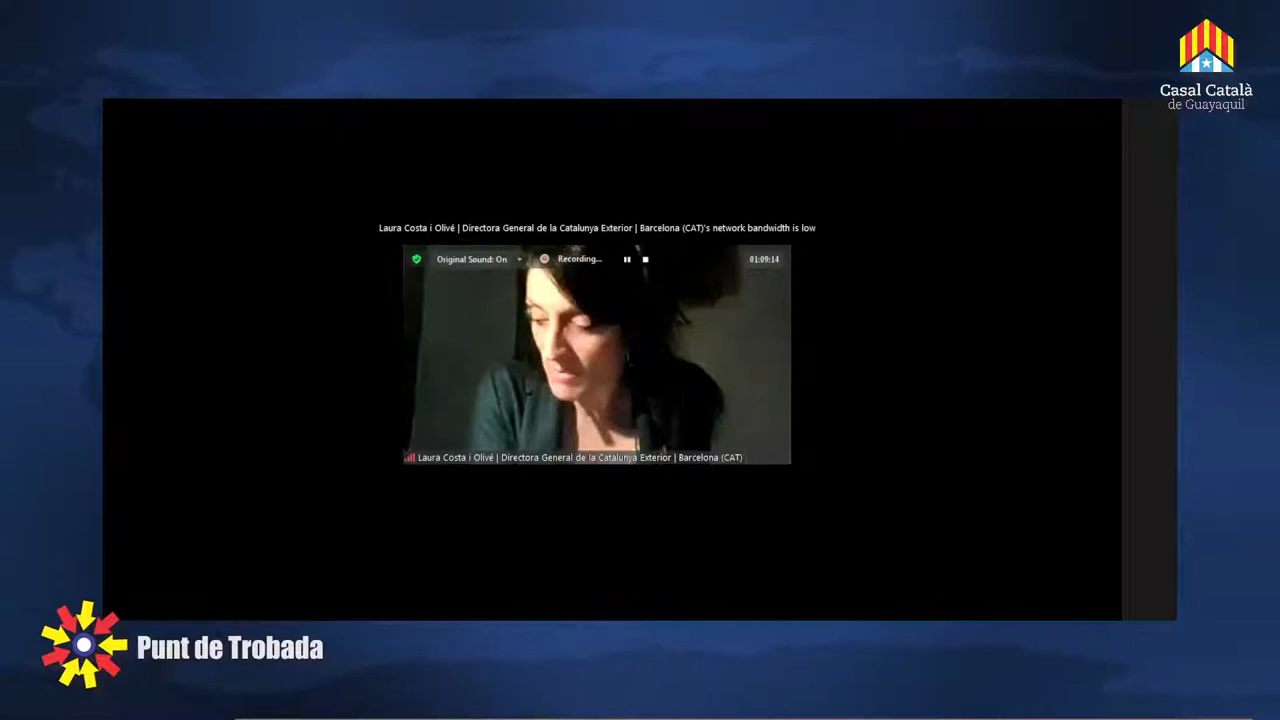 Casal Català
de Guayaquil
Laura Costa i Olivé | Directora General de la Catalunya Exterior | Barcelona (CAT)'s network bandwidth is low
Original Sound: On
Recording...
01:09:14
Laura Costa i Olivé | Directora General de la Catalunya Exterior | Barcelona (CAT)
Punt de Trobada